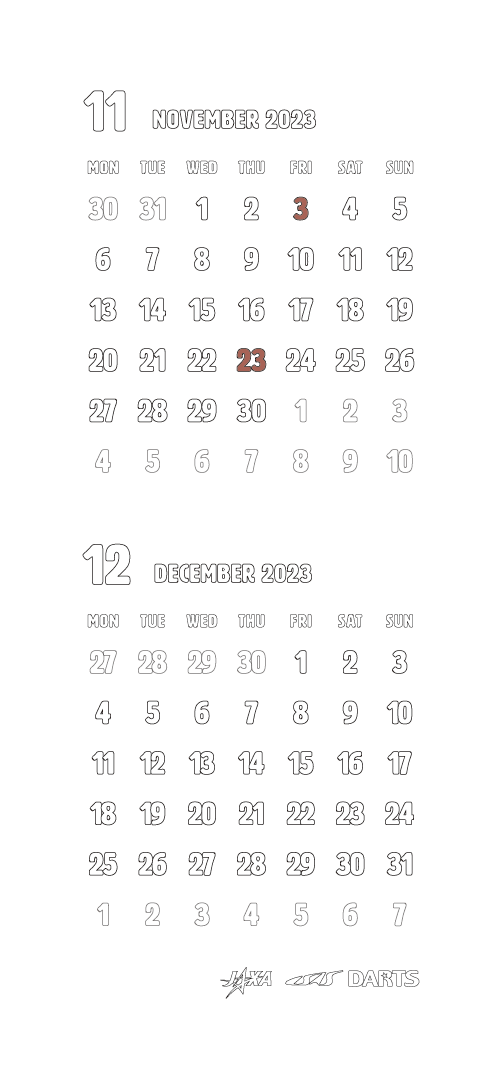 11 NOVEMBER 2023
MON TUE WED THU FRI SAT SUN
30 31 1 2 3 4 5
6 7 8 9 10 11 12
13 14 15 16 17 18 19
20 21 22 23 24 25 26
27 28 29 30 1 2 3
4 5 6 7 8 9 10
12 DECEMBER 2023
MON TUE WED THU FRI SAT SUN
27 28 29 30 1 2 3
4 5 6 7 8 9 10
11 12 13 14 15 16 17
18 19 20 21 22 23 24
25 26 27 28 29 30 31
1 2 3 4 5 6 7
JAXA ISAS DARTS